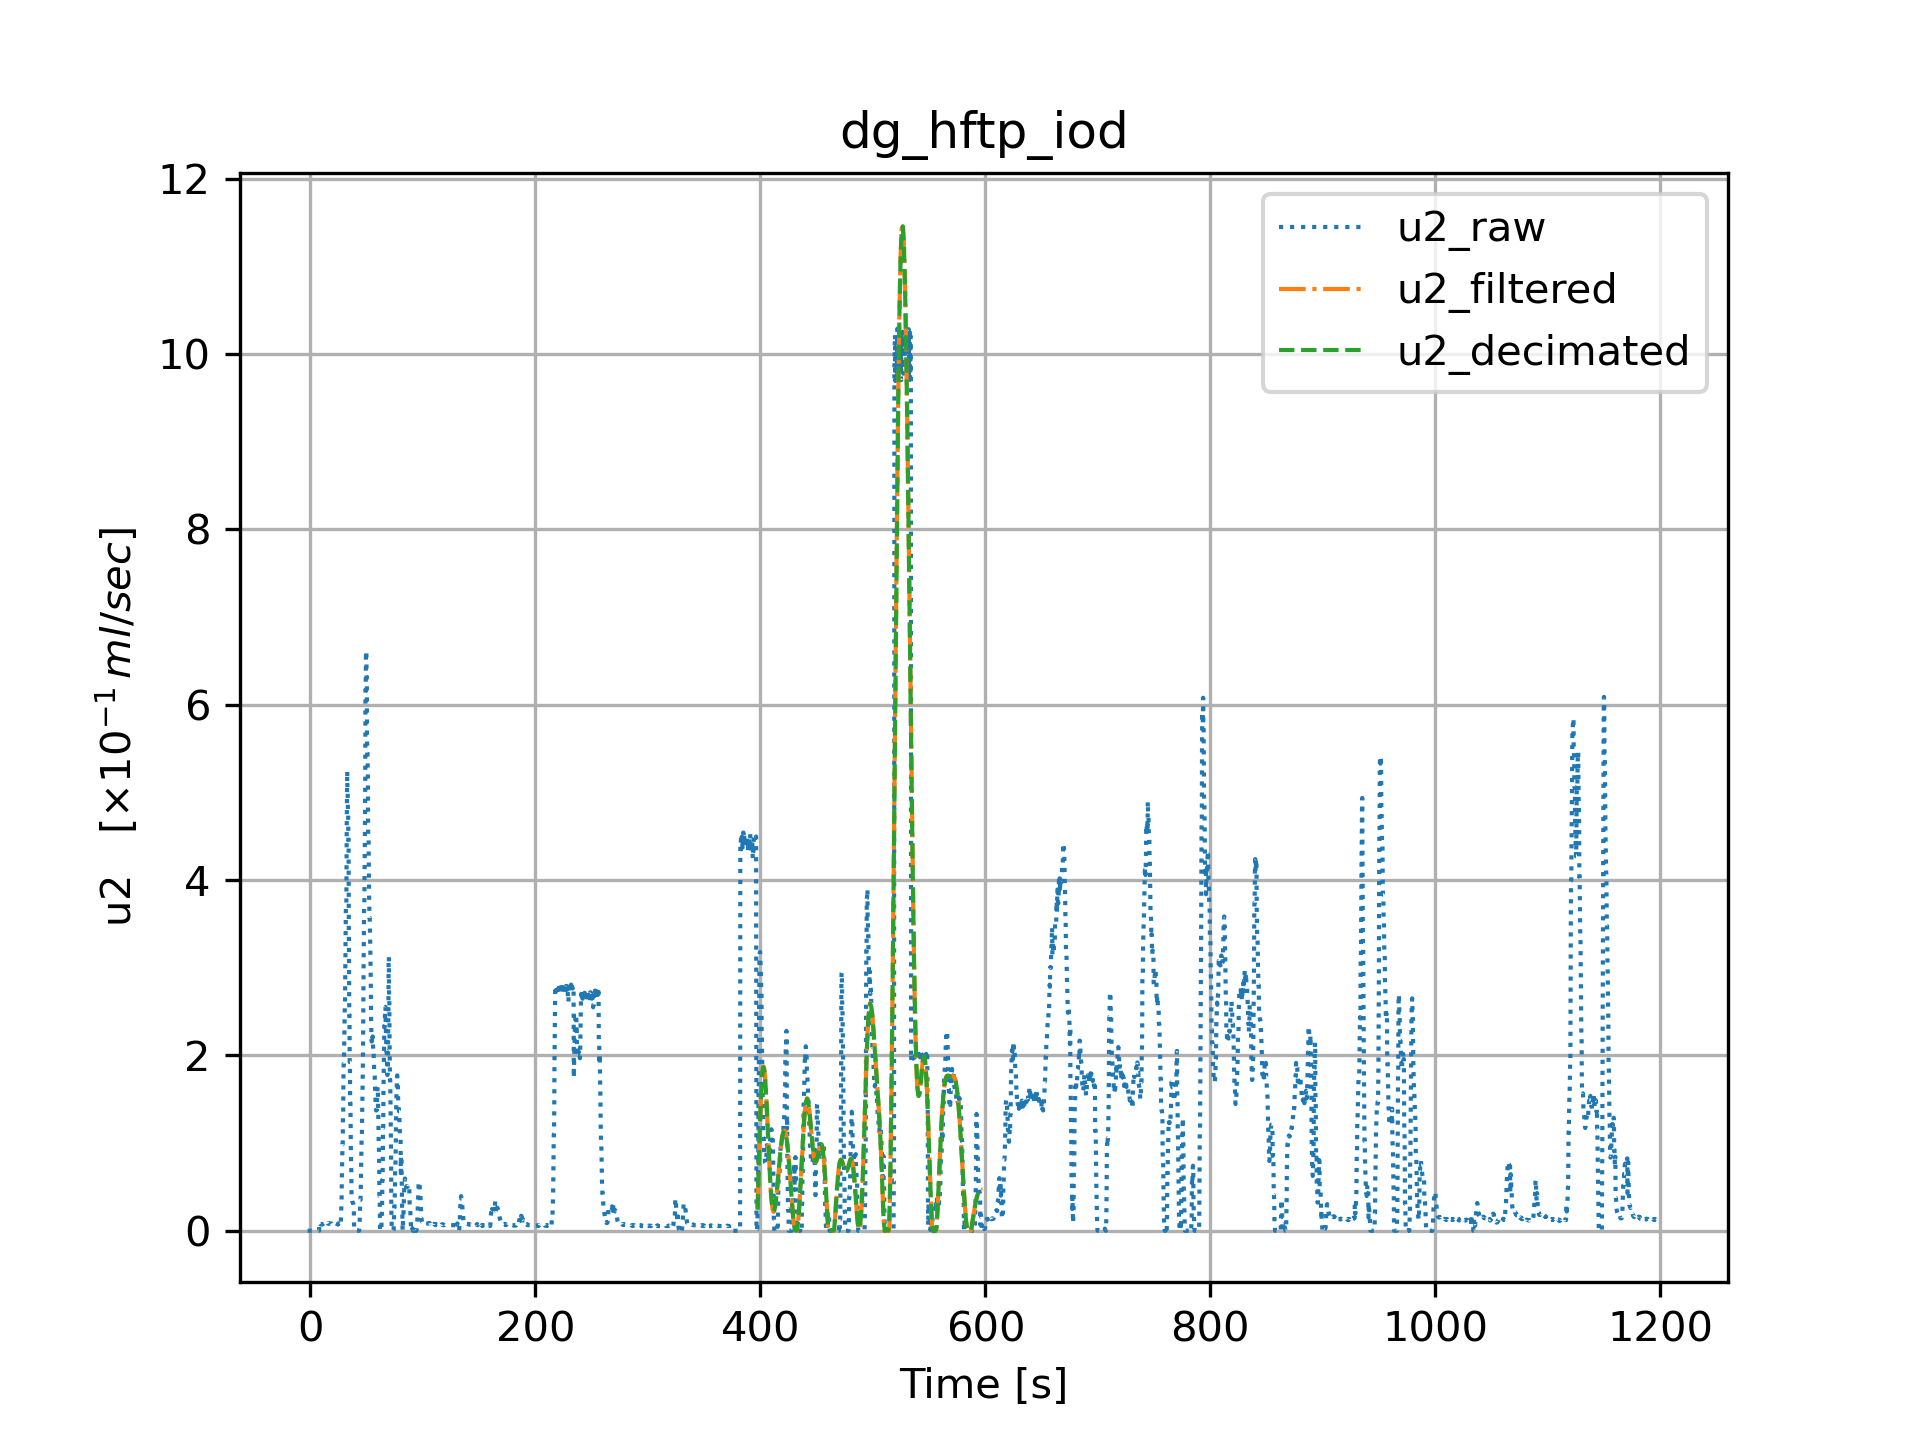 dg_hftp_iod
12
10
8
6
4
2
0
u2 [×10⁻¹ ml/sec]
u2_raw
u2_filtered
u2_decimated
0 200 400 600 800 1000 1200
Time [s]